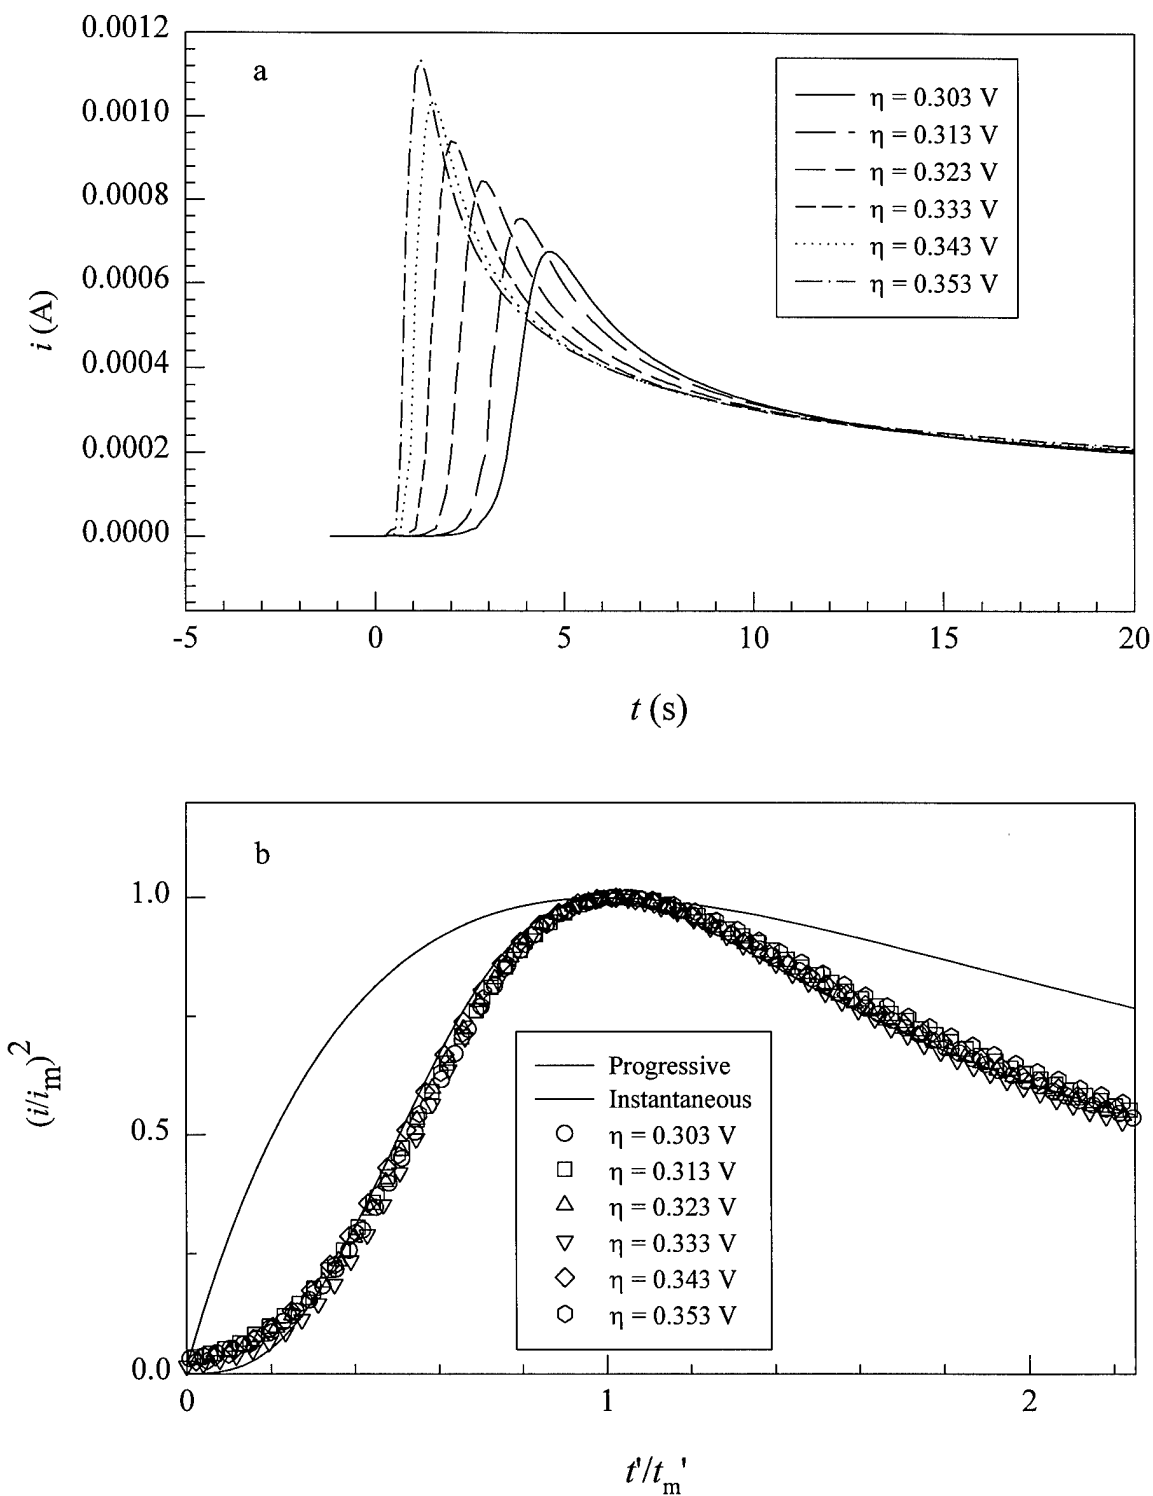 0.0012
a
η = 0.303 V
0.0010
η = 0.313 V
η = 0.323 V
0.0008
η = 0.333 V
η = 0.343 V
0.0006
η = 0.353 V
i (A)
0.0004
0.0002
0.0000
-5 0 5 10 15 20
t (s)
b
1.0
(i/im)2
Progressive
Instantaneous
0.5
η = 0.303 V
η = 0.313 V
η = 0.323 V
η = 0.333 V
η = 0.343 V
η = 0.353 V
0.0
0 1 2
t'/tm'